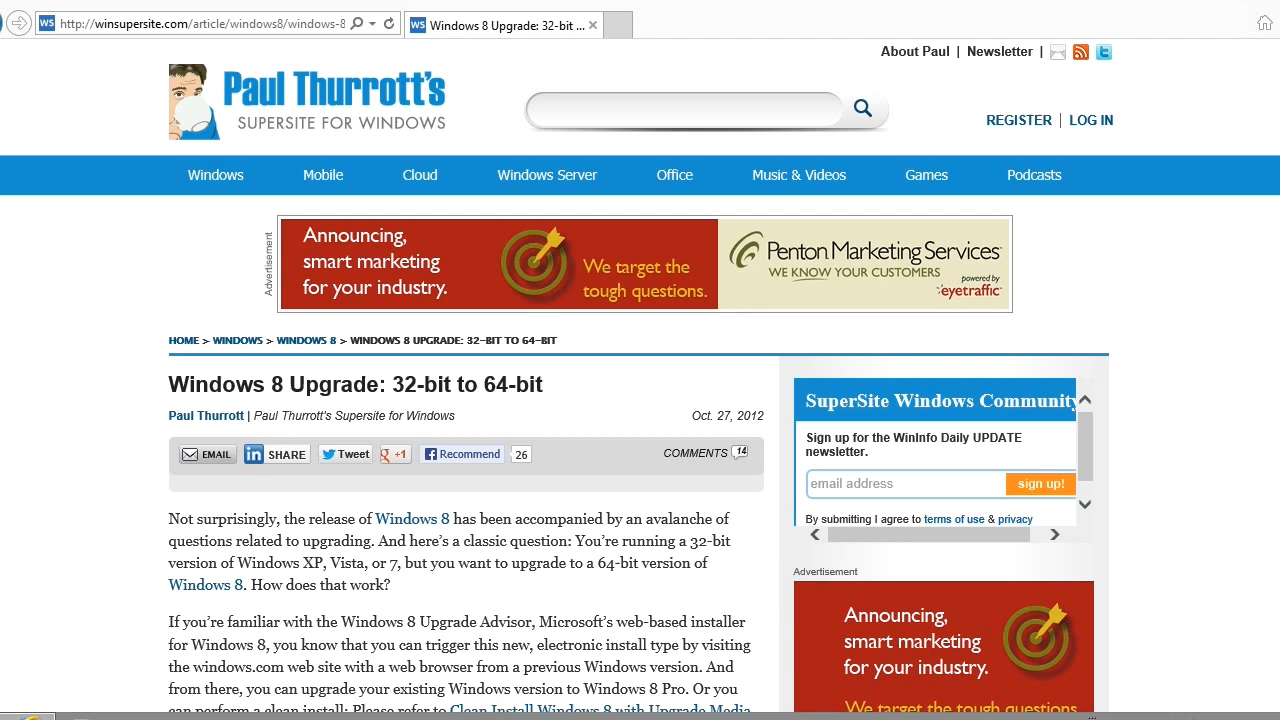 WS http://winsupersite.com/article/windows8/windows-8
WS Windows 8 Upgrade: 32-bit ...
About Paul | Newsletter |
Paul Thurrott's
SUPERSITE FOR WINDOWS
REGISTER | LOG IN
Windows Mobile Cloud Windows Server Office Music & Videos Games Podcasts
Advertisement
Announcing,
smart marketing
for your industry.
We target the
tough questions.
Penton Marketing Services
WE KNOW YOUR CUSTOMERS
powered by
eyetraffic
HOME > WINDOWS > WINDOWS 8 > WINDOWS 8 UPGRADE: 32-BIT TO 64-BIT
Windows 8 Upgrade: 32-bit to 64-bit
Paul Thurrott | Paul Thurrott's Supersite for Windows Oct. 27, 2012
EMAIL in SHARE Tweet g +1 f Recommend 26 COMMENTS 14
Not surprisingly, the release of Windows 8 has been accompanied by an avalanche of
questions related to upgrading. And here's a classic question: You're running a 32-bit
version of Windows XP, Vista, or 7, but you want to upgrade to a 64-bit version of
Windows 8. How does that work?
If you're familiar with the Windows 8 Upgrade Advisor, Microsoft's web-based installer
for Windows 8, you know that you can trigger this new, electronic install type by visiting
the windows.com web site with a web browser from a previous Windows version. And
from there, you can upgrade your existing Windows version to Windows 8 Pro. Or you
can perform a clean install: Please refer to Clean Install Windows 8 with Upgrade Media
SuperSite Windows Community
Sign up for the WinInfo Daily UPDATE
newsletter.
email address sign up!
By submitting I agree to terms of use & privacy
Advertisement
Announcing,
smart marketing
for your industry.
We target the tough questions